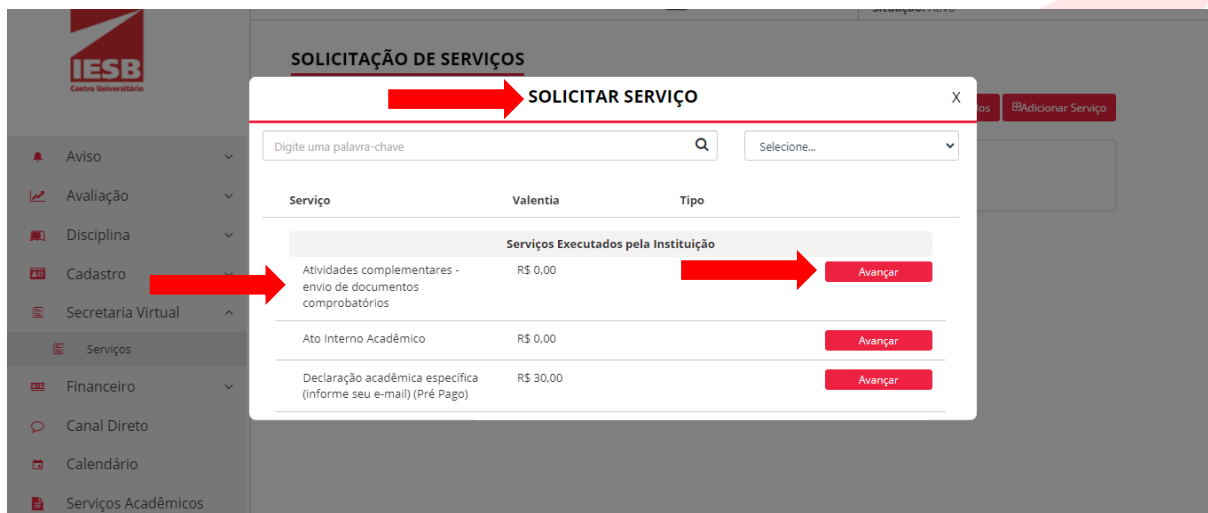 Situação: Ativo
IESB
Centro Universitário
SOLICITAÇÃO DE SERVIÇOS
SOLICITAR SERVIÇO X
Adicionar Serviço
Digite uma palavra-chave Selecione...
Serviço Valentia Tipo
Serviços Executados pela Instituição
Atividades complementares - R$ 0,00 Avançar
envio de documentos
comprobatórios
Ato Interno Acadêmico R$ 0,00 Avançar
Declaração acadêmica específica R$ 30,00 Avançar
(informe seu e-mail) (Pré Pago)
Aviso
Avaliação
Disciplina
Cadastro
Secretaria Virtual
Serviços
Financeiro
Canal Direto
Calendário
Serviços Acadêmicos